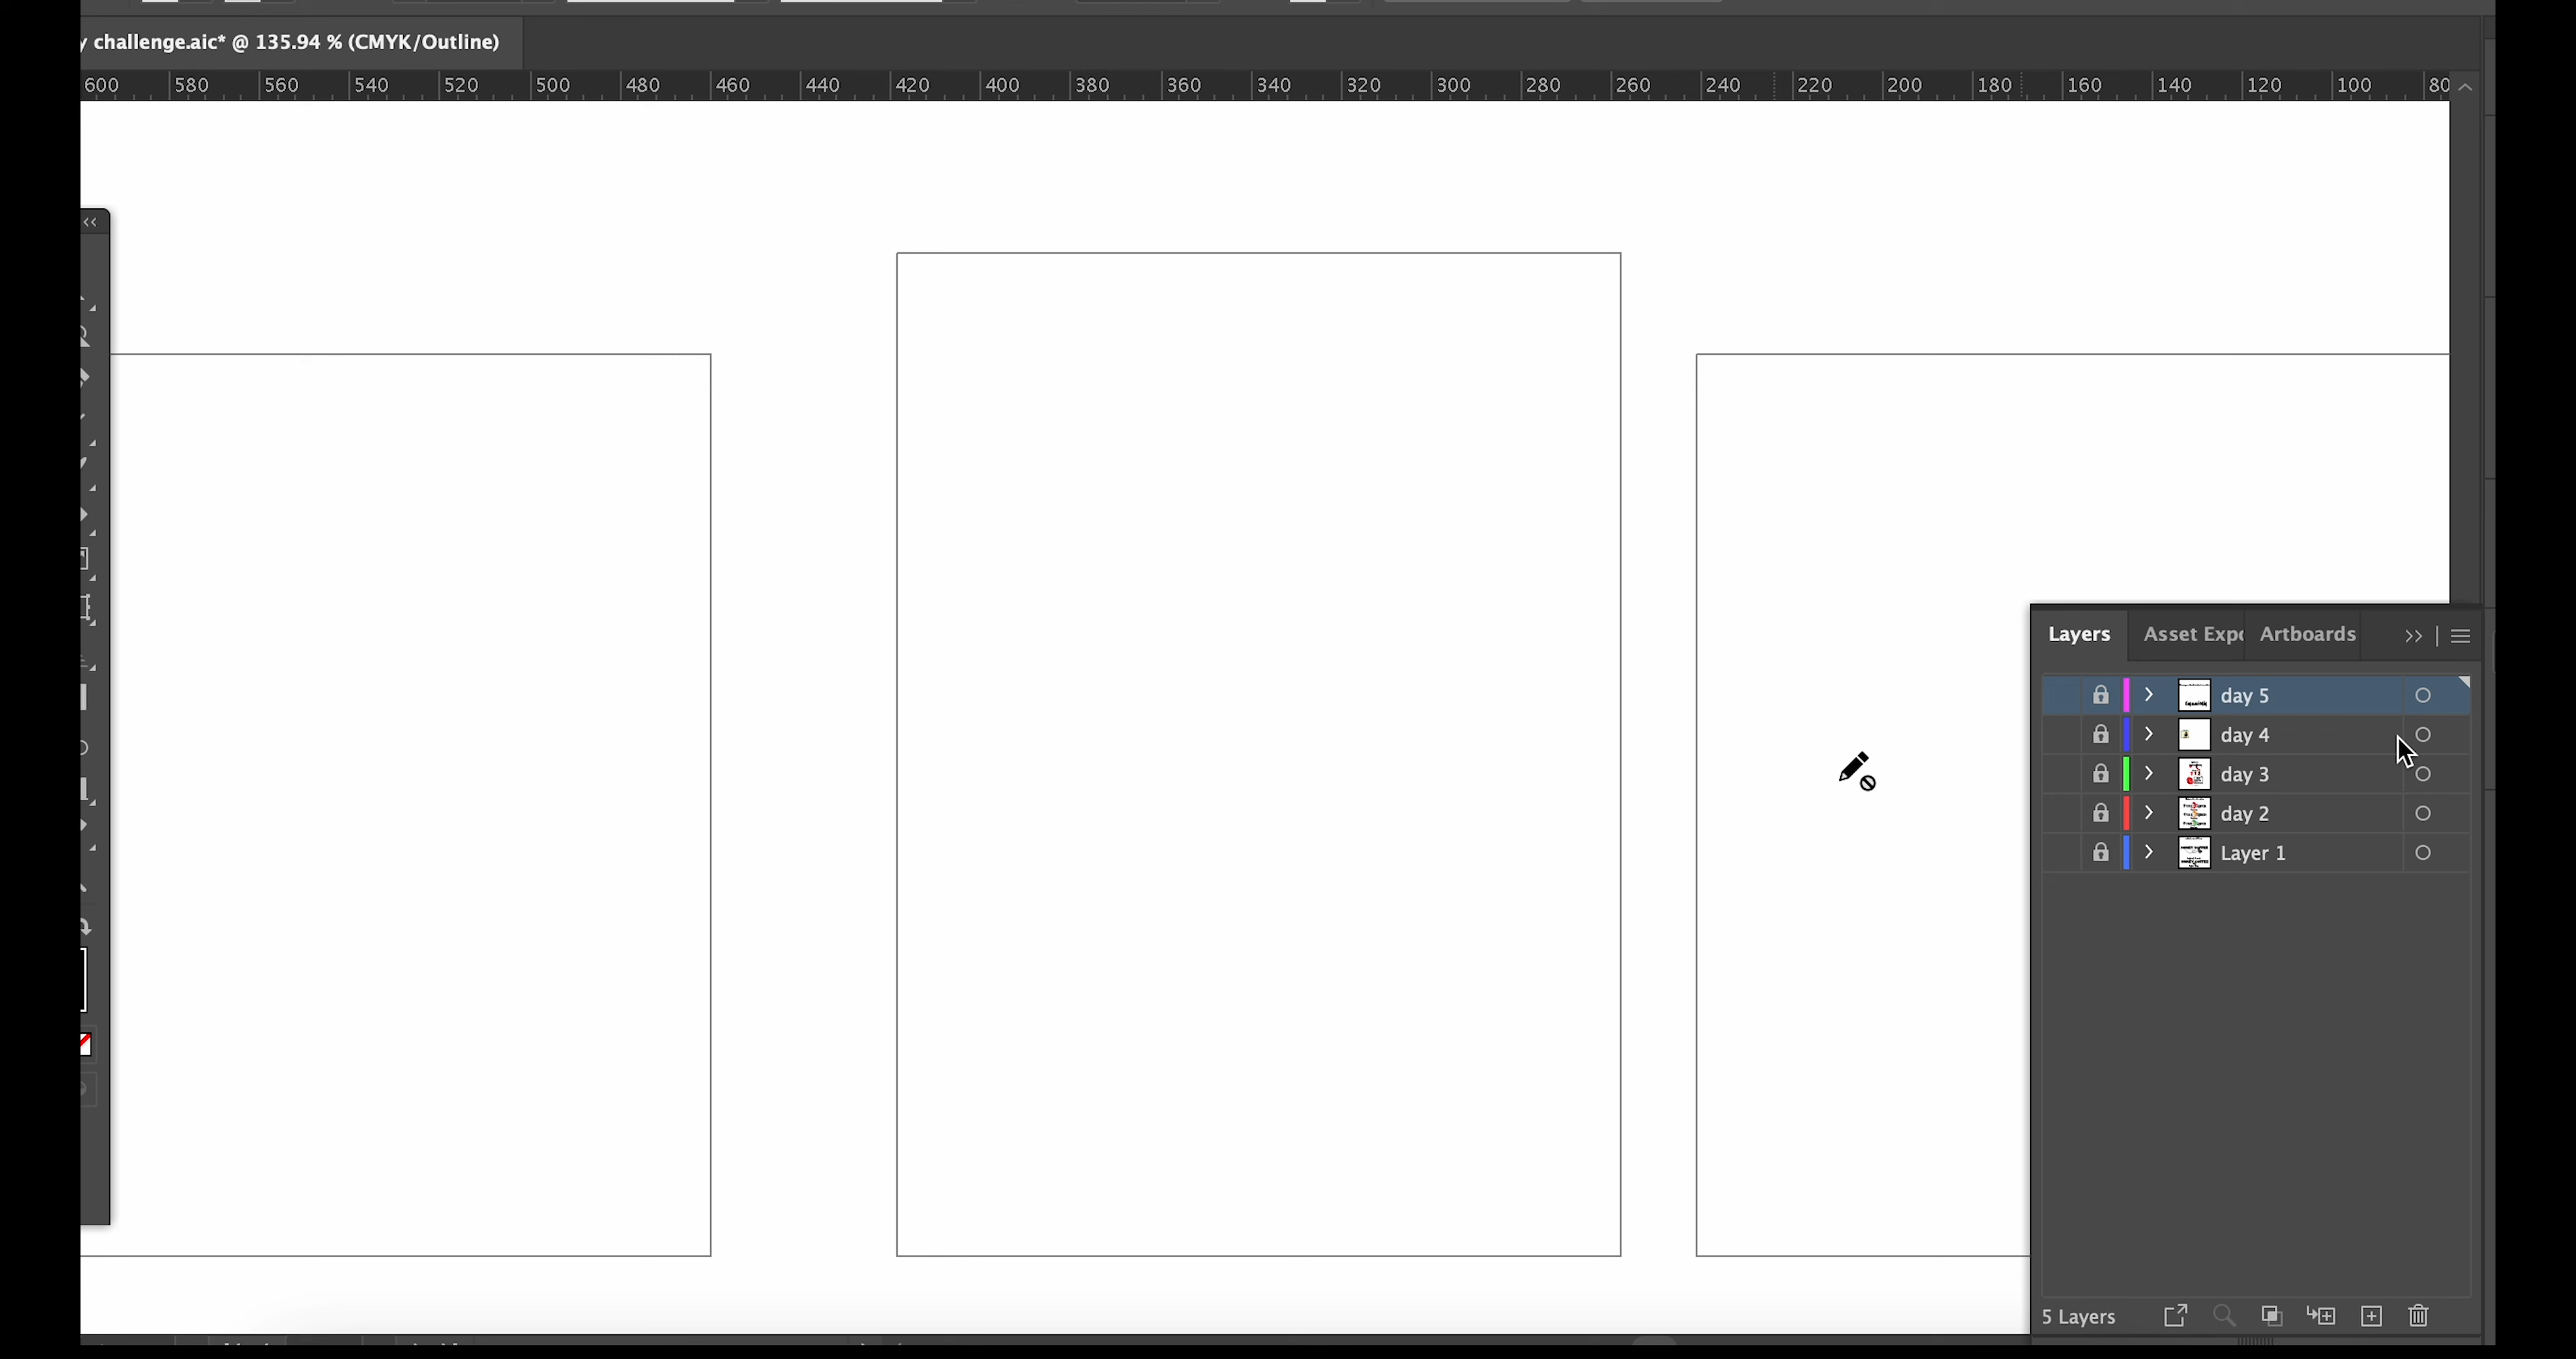 y challenge.aic* @ 135.94 % (CMYK/Outline)
600 580 560 540 520 500 480 460 440 420 400 380 360 340 320 300 280 260 240 220 200 180 160 140 120 100 80
Layers Asset Expo Artboards
day 5
day 4
day 3
day 2
Layer 1
5 Layers